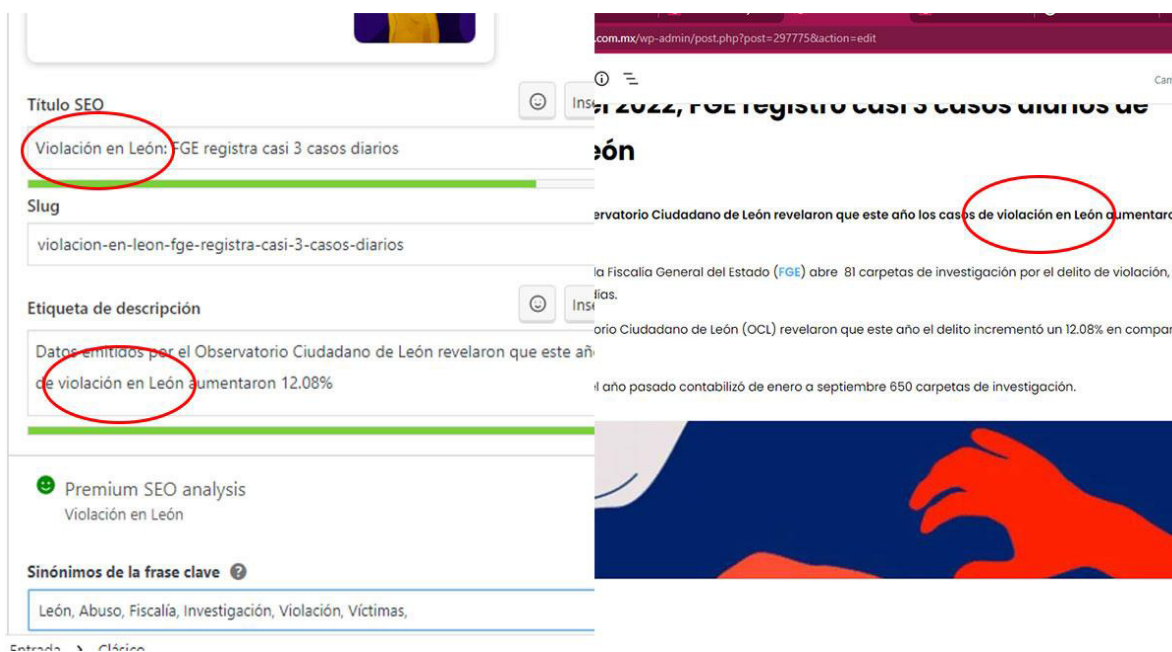 Título SEO
Inse
Violación en León: FGE registra casi 3 casos diarios
Slug
violacion-en-leon-fge-registra-casi-3-casos-diarios
Etiqueta de descripción
Inse
Datos emitidos por el Observatorio Ciudadano de León revelaron que este añ
de violación en León aumentaron 12.08%
Premium SEO analysis
Violación en León
Sinónimos de la frase clave
León, Abuso, Fiscalía, Investigación, Violación, Víctimas,
Entrada > Clásico
.com.mx/wp-admin/post.php?post=297775&action=edit
Cam
el 2022, FGE registró casi 3 casos diarios de
eón
ervatorio Ciudadano de León revelaron que este año los casos de violación en León aumentaro
la Fiscalía General del Estado (FGE) abre 81 carpetas de investigación por el delito de violación,
días.
orio Ciudadano de León (OCL) revelaron que este año el delito incrementó un 12.08% en compar
l año pasado contabilizó de enero a septiembre 650 carpetas de investigación.